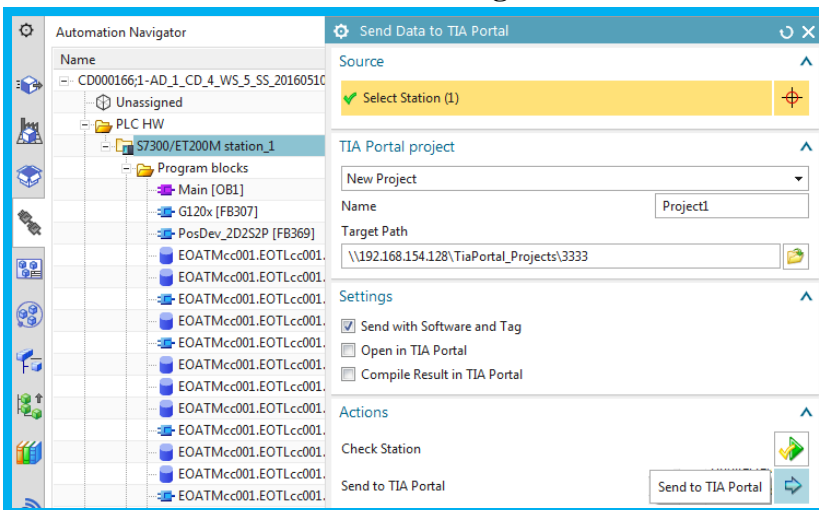 Automation Navigator
Name
CD000166;1-AD_1_CD_4_WS_5_SS_20160510
Unassigned
PLC HW
S7300/ET200M station_1
Program blocks
Main [OB1]
G120x [FB307]
PosDev_2D2S2P [FB369]
EOATMcc001.EOTLcc001.
EOATMcc001.EOTLcc001.
EOATMcc001.EOTLcc001.
EOATMcc001.EOTLcc001.
EOATMcc001.EOTLcc001.
EOATMcc001.EOTLcc001.
EOATMcc001.EOTLcc001.
EOATMcc001.EOTLcc001.
EOATMcc001.EOTLcc001.
EOATMcc001.EOTLcc001.
EOATMcc001.EOTLcc001.
EOATMcc001.EOTLcc001.
Send Data to TIA Portal
Source
Select Station (1)
TIA Portal project
New Project
Name
Project1
Target Path
\\192.168.154.128\TiaPortal_Projects\3333
Settings
Send with Software and Tag
Open in TIA Portal
Compile Result in TIA Portal
Actions
Check Station
Send to TIA Portal
Send to TIA Portal